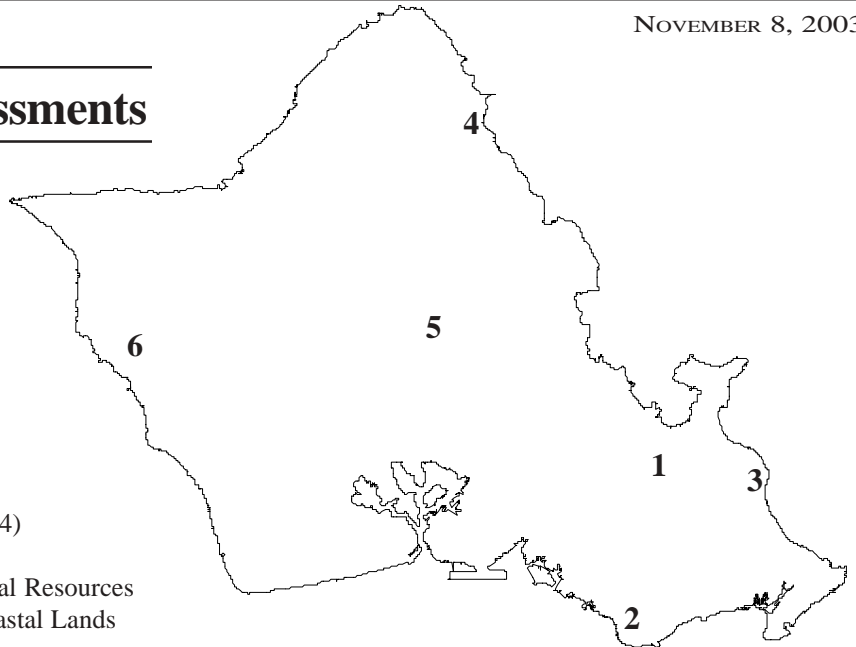 NOVEMBER 8, 2003
ssments
4
5
6
1
3
4)
al Resources
astal Lands
2